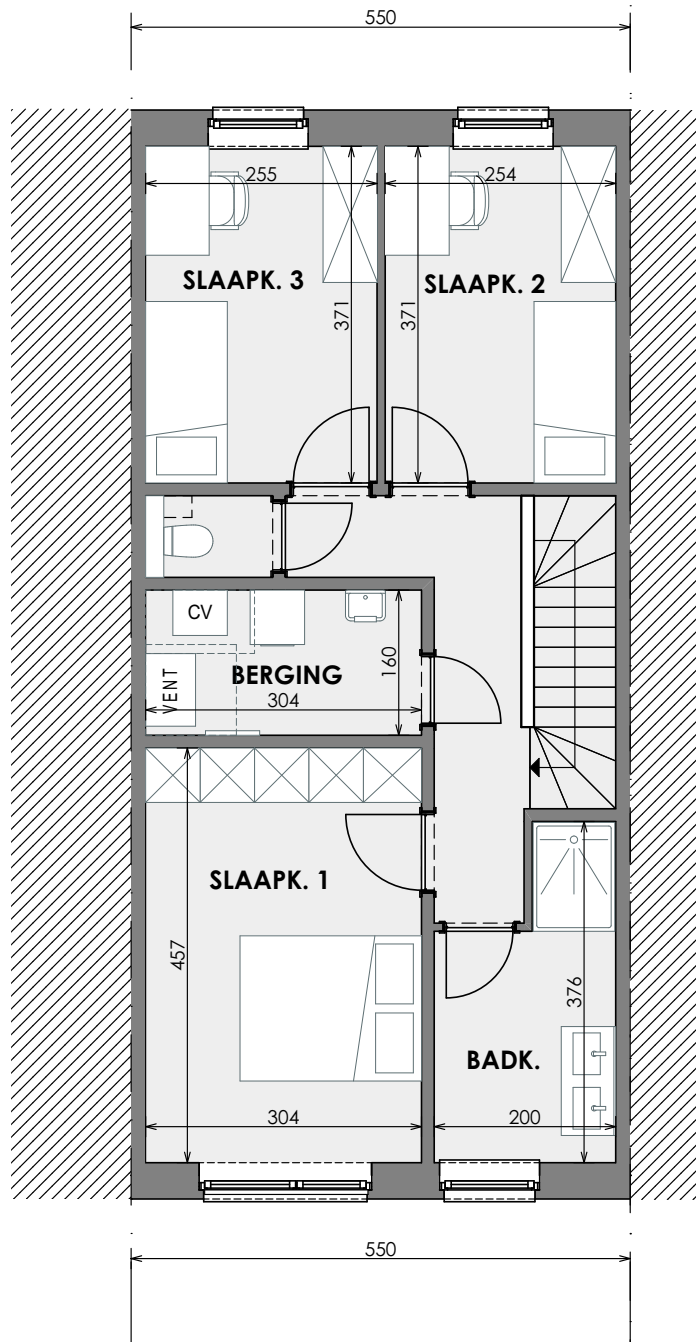 550
255
254
SLAAPK. 3
SLAAPK. 2
371
371
CV
VENT
BERGING
160
304
SLAAPK. 1
457
376
BADK.
304
200
550